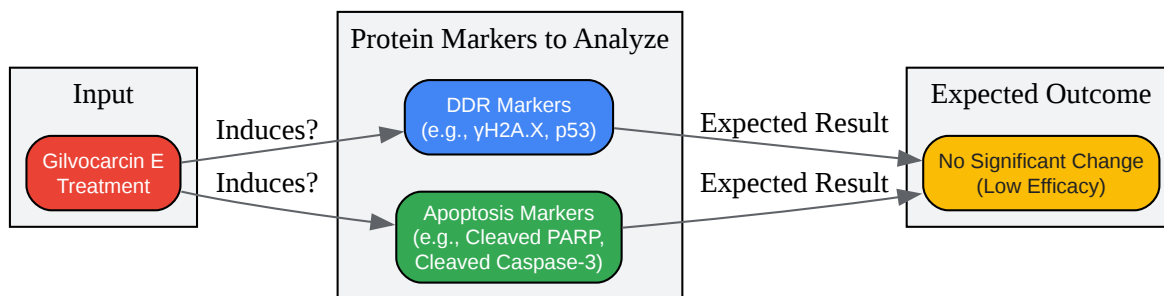 Input
Gilvocarcin E
Treatment
Induces?
Induces?
Protein Markers to Analyze
DDR Markers
(e.g., γH2A.X, p53)
Apoptosis Markers
(e.g., Cleaved PARP,
Cleaved Caspase-3)
Expected Result
Expected Result
Expected Outcome
No Significant Change
(Low Efficacy)